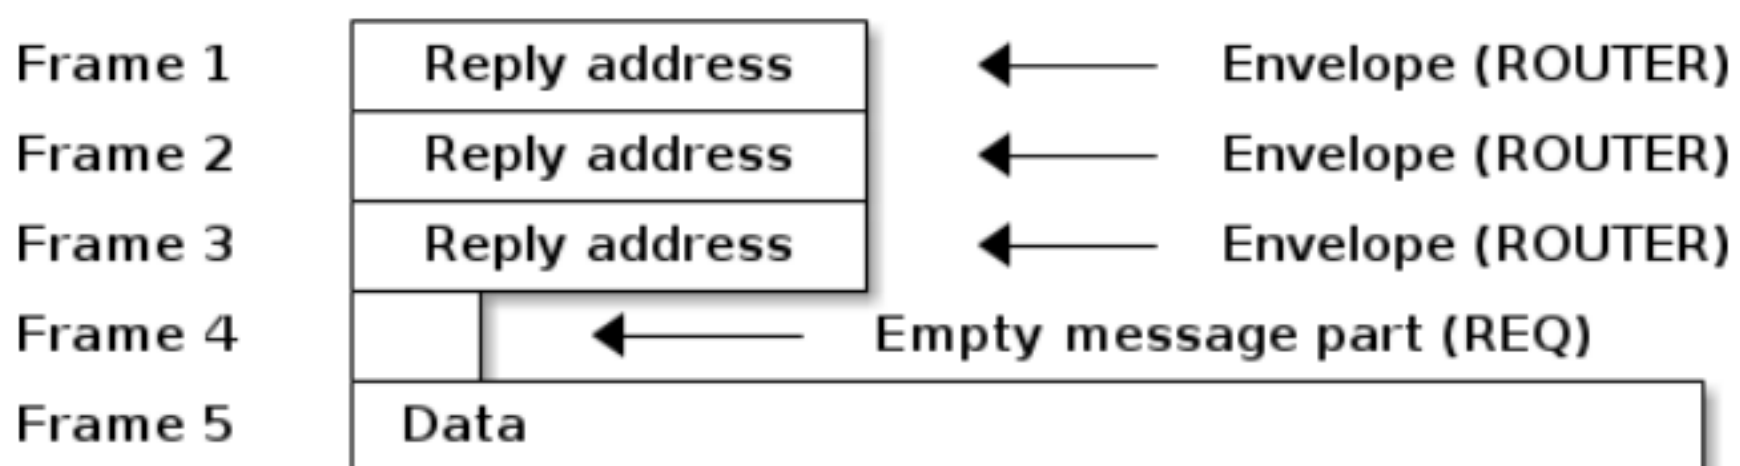 Frame 1 Reply address Envelope (ROUTER)
Frame 2 Reply address Envelope (ROUTER)
Frame 3 Reply address Envelope (ROUTER)
Frame 4 Empty message part (REQ)
Frame 5 Data